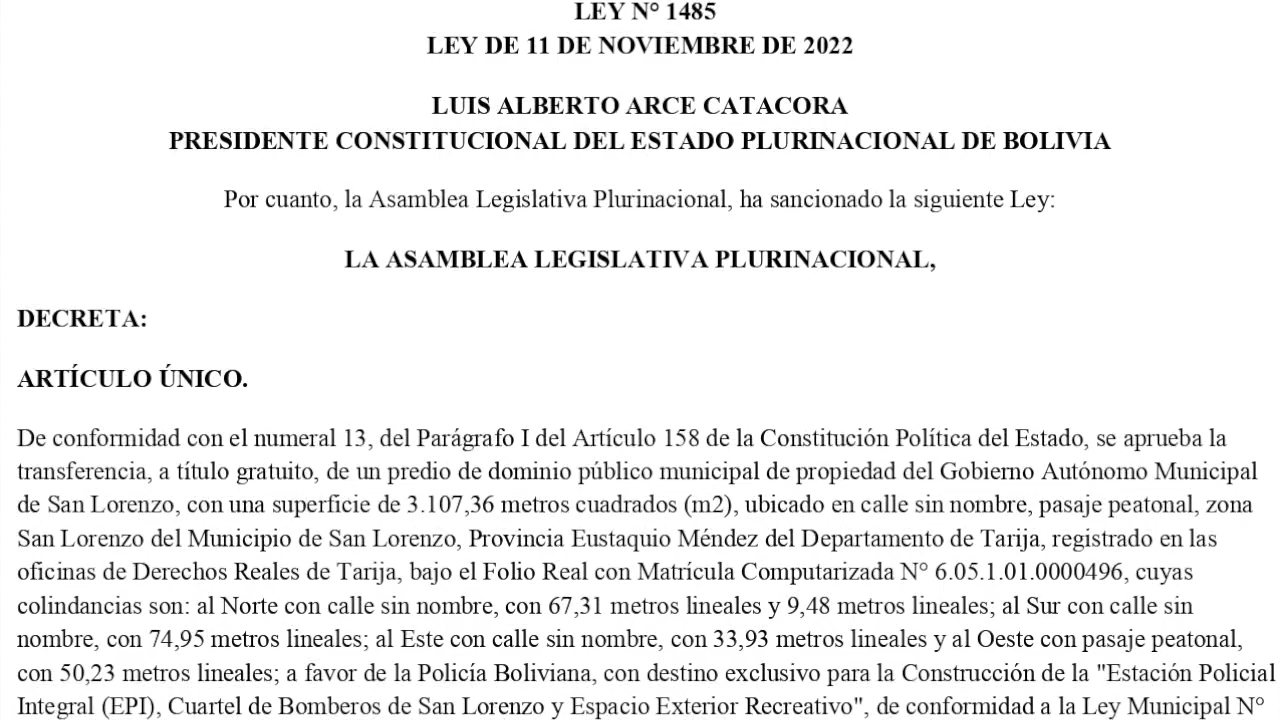 LEY N° 1485
LEY DE 11 DE NOVIEMBRE DE 2022
LUIS ALBERTO ARCE CATACORA
PRESIDENTE CONSTITUCIONAL DEL ESTADO PLURINACIONAL DE BOLIVIA
Por cuanto, la Asamblea Legislativa Plurinacional, ha sancionado la siguiente Ley:
LA ASAMBLEA LEGISLATIVA PLURINACIONAL,
DECRETA:
ARTÍCULO ÚNICO.
De conformidad con el numeral 13, del Parágrafo I del Artículo 158 de la Constitución Política del Estado, se aprueba la
transferencia, a título gratuito, de un predio de dominio público municipal de propiedad del Gobierno Autónomo Municipal
de San Lorenzo, con una superficie de 3.107,36 metros cuadrados (m2), ubicado en calle sin nombre, pasaje peatonal, zona
San Lorenzo del Municipio de San Lorenzo, Provincia Eustaquio Méndez del Departamento de Tarija, registrado en las
oficinas de Derechos Reales de Tarija, bajo el Folio Real con Matrícula Computarizada N° 6.05.1.01.0000496, cuyas
colindancias son: al Norte con calle sin nombre, con 67,31 metros lineales y 9,48 metros lineales; al Sur con calle sin
nombre, con 74,95 metros lineales; al Este con calle sin nombre, con 33,93 metros lineales y al Oeste con pasaje peatonal,
con 50,23 metros lineales; a favor de la Policía Boliviana, con destino exclusivo para la Construcción de la "Estación Policial
Integral (EPI), Cuartel de Bomberos de San Lorenzo y Espacio Exterior Recreativo", de conformidad a la Ley Municipal N°